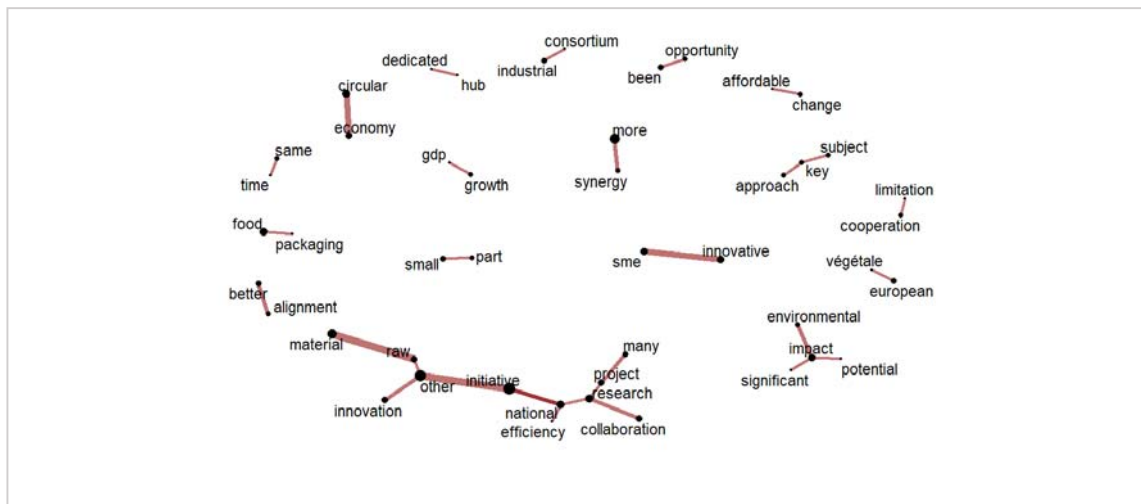 consortium
opportunity
dedicated
industrial
been
hub
affordable
circular
change
economy
more
same
gdp
subject
key
time
growth
synergy
approach
limitation
food
cooperation
packaging
innovative
small
part
sme
végétale
better
european
alignment
environmental
material
raw
many
impact
other
initiative
project
significant
potential
research
innovation
national
efficiency
collaboration